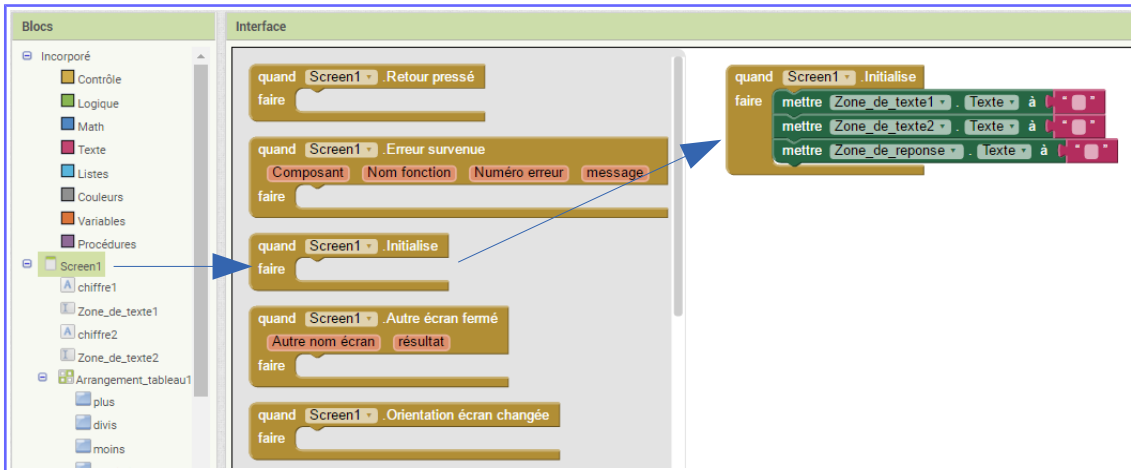 Blocs
Incorporé
Contrôle
Logique
Math
Texte
Listes
Couleurs
Variables
Procédures
Screen1
chiffre1
Zone_de_texte1
chiffre2
Zone_de_texte2
Arrangement_tableau1
plus
divis
moins
Interface
quand Screen1 .Retour pressé
faire
quand Screen1 .Erreur survenue
Composant Nom fonction Numéro erreur message
faire
quand Screen1 .Initialise
faire
quand Screen1 .Autre écran fermé
Autre nom écran résultat
faire
quand Screen1 .Orientation écran changée
faire
quand Screen1 .Initialise
faire mettre Zone_de_texte1 . Texte à " "
mettre Zone_de_texte2 . Texte à " "
mettre Zone_de_reponse . Texte à " "